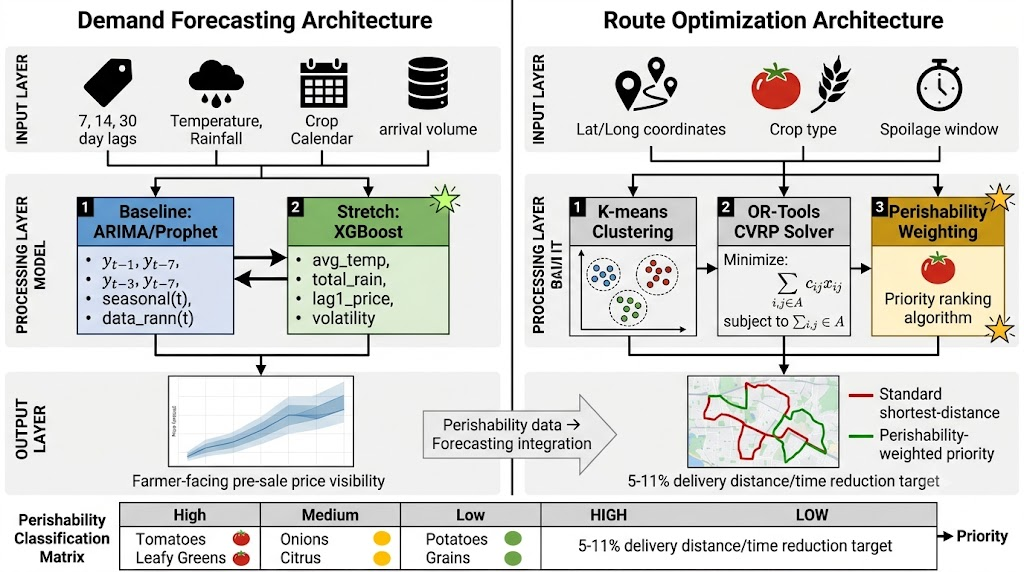 Demand Forecasting Architecture
INPUT LAYER
7, 14, 30
day lags
Temperature,
Rainfall
Crop
Calendar
arrival volume
PROCESSING LAYER
MODEL
1
Baseline:
ARIMA/Prophet
• y_{t−1}, y_{t−7},
• y_{t−3}, y_{t−7},
• seasonal(t),
• data_rann(t)
2
Stretch:
XGBoost
• avg_temp,
• total_rain,
• lag1_price,
• volatility
OUTPUT
LAYER
Farmer-facing pre-sale price visibility
Perishability data →
Forecasting integration
Route Optimization Architecture
INPUT LAYER
Lat/Long coordinates
Crop type
Spoilage window
PROCESSING LAYER
BAI/I IT
1
K-means
Clustering
2
OR-Tools
CVRP Solver
Minimize:
∑ c_{ij}x_{ij}
i,j∈A
subject to ∑i,j ∈ A
3
Perishability
Weighting
Priority ranking
algorithm
Standard
shortest-distance
Perishability-
weighted priority
5-11% delivery distance/time reduction target
Perishability
Classification
Matrix
High
Medium
Low
HIGH
LOW
Tomatoes
Onions
Potatoes
Leafy Greens
Citrus
Grains
5-11% delivery distance/time reduction target
Priority